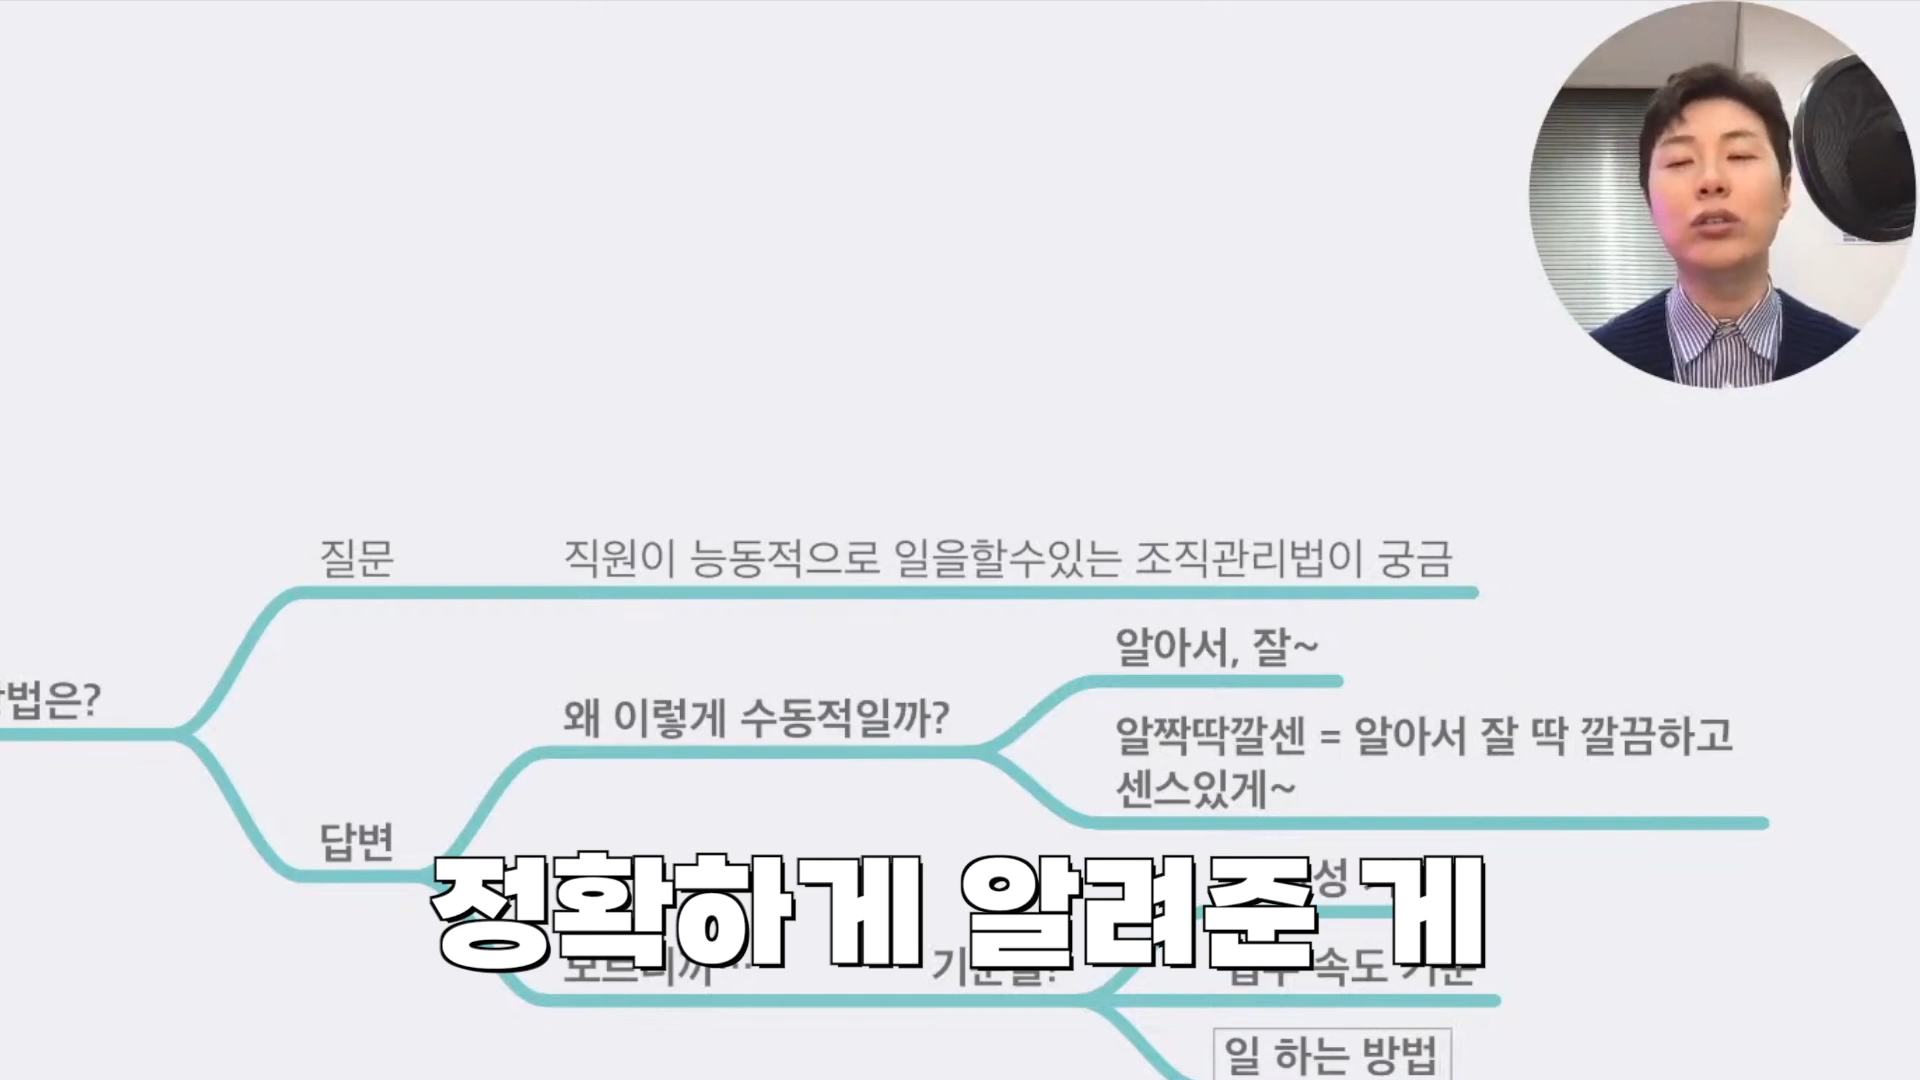 질문
직원이 능동적으로 일을할수있는 조직관리법이 궁금
알아서, 잘~
법은?
왜 이렇게 수동적일까?
알짝딱깔센 = 알아서 잘 딱 깔끔하고
센스있게~
답변
정확하게 알려준 게
성
모르니까
속도 기준
일 하는 방법